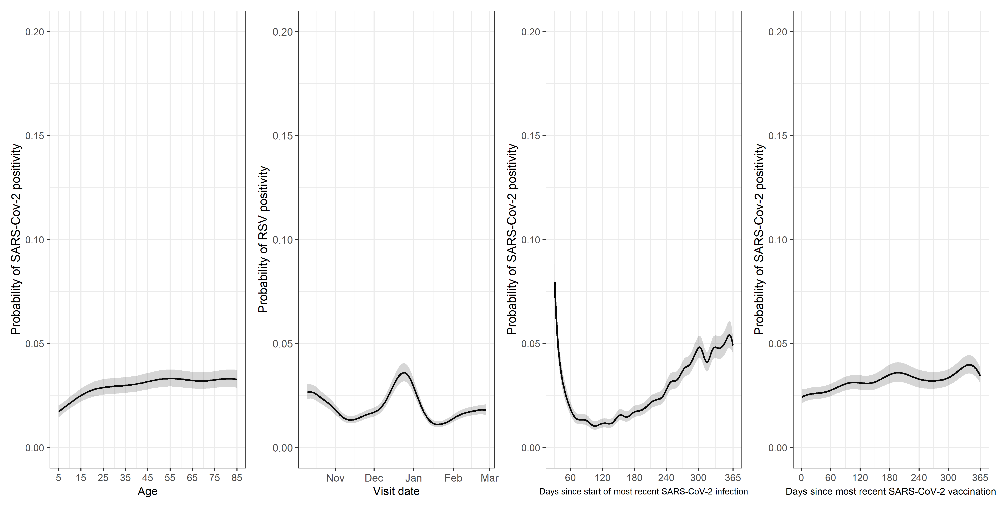 Probability of SARS-Cov-2 positivity
0.20
0.15
0.10
0.05
0.00
5 15 25 35 45 55 65 75 85
Age
Probability of RSV positivity
0.20
0.15
0.10
0.05
0.00
Nov Dec Jan Feb Mar
Visit date
Probability of SARS-Cov-2 positivity
0.20
0.15
0.10
0.05
0.00
60 120 180 240 300 365
Days since start of most recent SARS-CoV-2 infection
Probability of SARS-Cov-2 positivity
0.20
0.15
0.10
0.05
0.00
0 60 120 180 240 300 365
Days since most recent SARS-CoV-2 vaccination